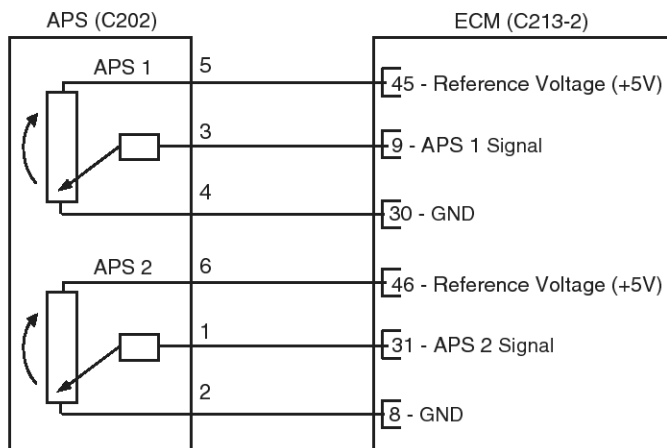 APS (C202)
ECM (C213-2)
APS 1
5
45 - Reference Voltage (+5V)
3
9 - APS 1 Signal
4
30 - GND
APS 2
6
46 - Reference Voltage (+5V)
1
31 - APS 2 Signal
2
8 - GND